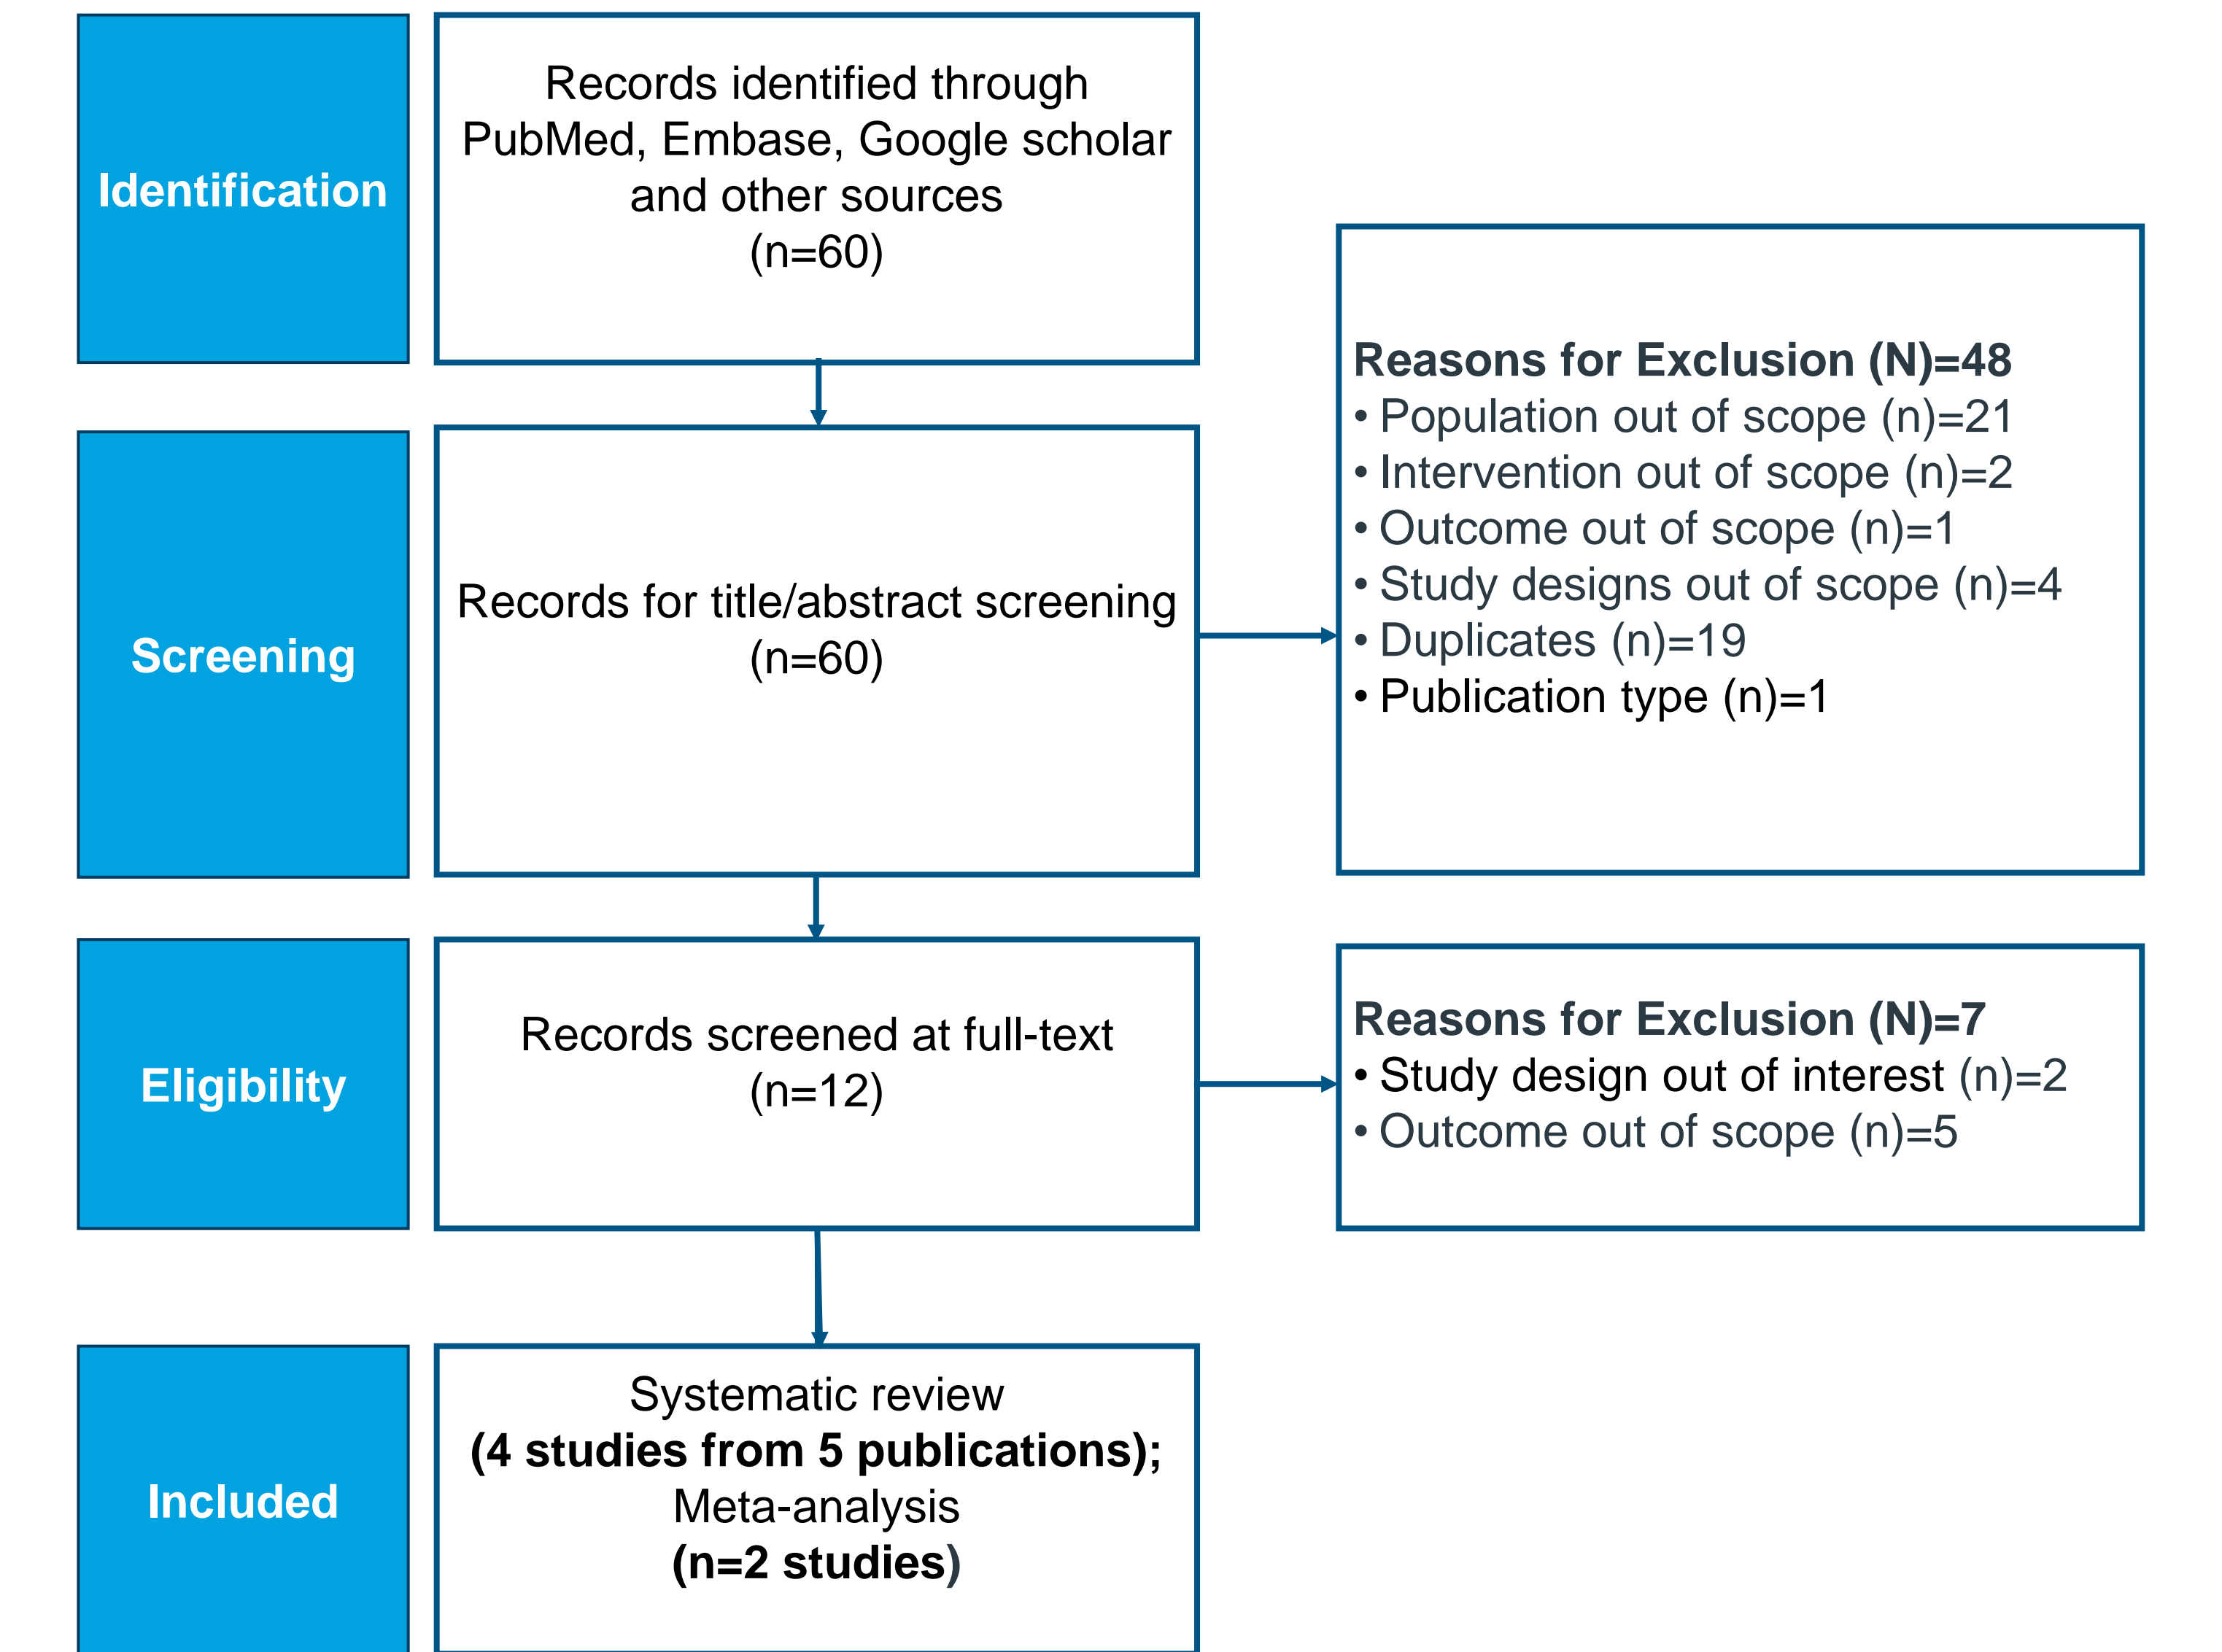 Identification
Records identified through
PubMed, Embase, Google scholar
and other sources
(n=60)
Screening
Records for title/abstract screening
(n=60)
Reasons for Exclusion (N)=48
• Population out of scope (n)=21
• Intervention out of scope (n)=2
• Outcome out of scope (n)=1
• Study designs out of scope (n)=4
• Duplicates (n)=19
• Publication type (n)=1
Eligibility
Records screened at full-text
(n=12)
Reasons for Exclusion (N)=7
• Study design out of interest (n)=2
• Outcome out of scope (n)=5
Included
Systematic review
(4 studies from 5 publications);
Meta-analysis
(n=2 studies)